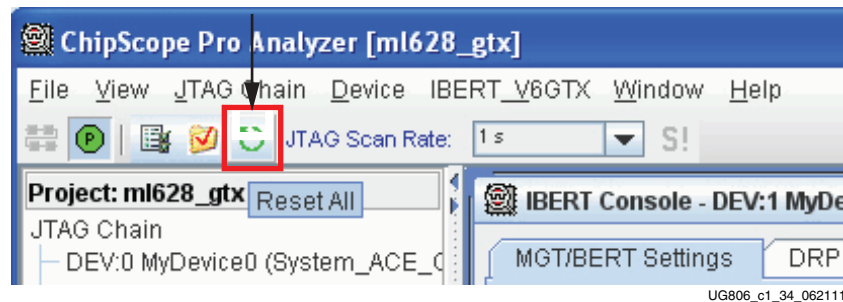 ChipScope Pro Analyzer [ml628_gtx]
File View JTAG Chain Device IBERT_V6GTX Window Help
P JTAG Scan Rate: 1 s S!
Project: ml628_gtx
Reset All
JTAG Chain
DEV:0 MyDevice0 (System_ACE_C
IBERT Console - DEV:1 MyDe
MGT/BERT Settings DRP
UG806_c1_34_062111